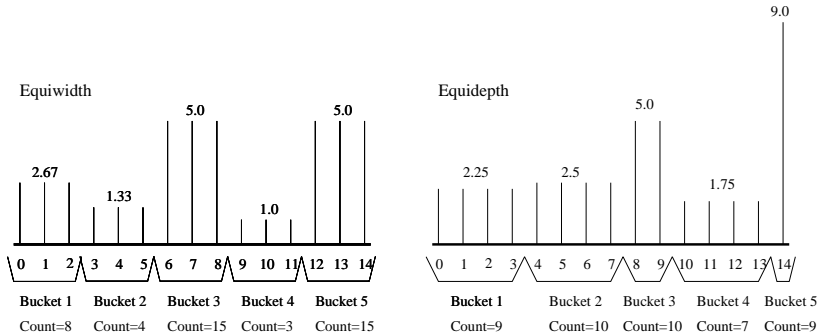 9.0
Equiwidth
Equidepth
5.0
5.0
5.0
2.67
1.33
1.0
2.25
2.5
1.75
0 1 2 3 4 5 6 7 8 9 10 11 12 13 14
0 1 2 3 4 5 6 7 8 9 10 11 12 13 14
Bucket 1 Bucket 2 Bucket 3 Bucket 4 Bucket 5
Count=8 Count=4 Count=15 Count=3 Count=15
Bucket 1 Bucket 2 Bucket 3 Bucket 4 Bucket 5
Count=9 Count=10 Count=10 Count=7 Count=9